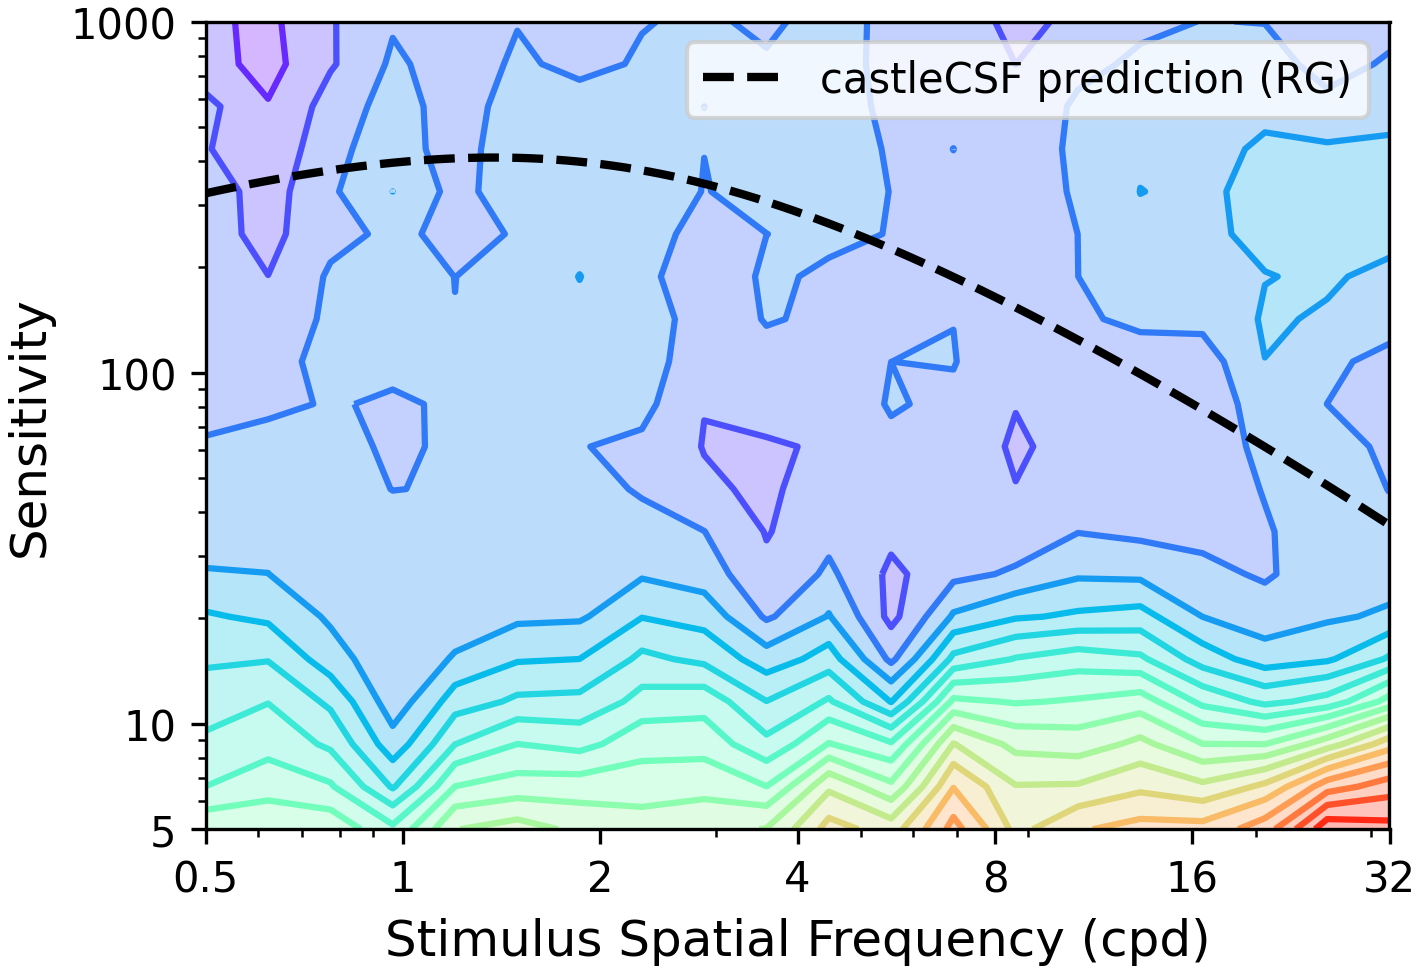 1000
castleCSF prediction (RG)
Sensitivity
100
10
5
0.5 1 2 4 8 16 32
Stimulus Spatial Frequency (cpd)